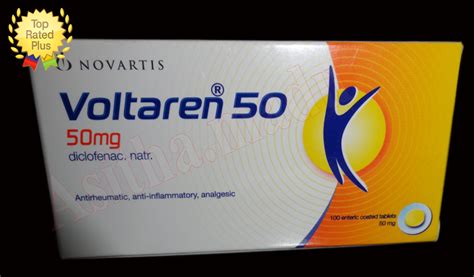 Top
Rated
Plus
NOVARTIS
Voltaren® 50
50mg
diclofenac. natr.
Antirheumatic, anti-inflammatory, analgesic
100 enteric coated tablets
50 mg